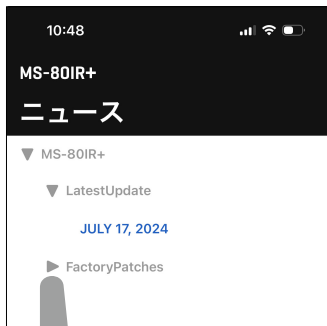 10:48
MS-80IR+
ニュース
MS-80IR+
LatestUpdate
JULY 17, 2024
FactoryPatches